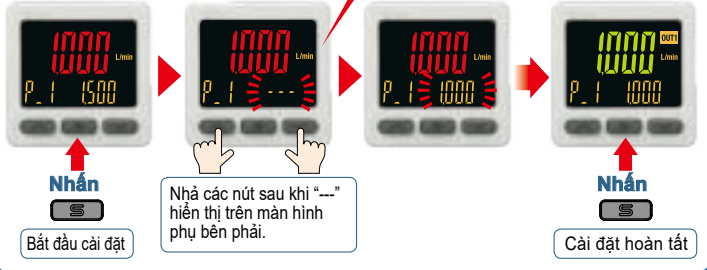 1.000
L/min
P_1 1.500
1.000
L/min
P_1 ---
1.000
L/min
P_1 1.000
1.000
OUT1
L/min
P_1 1.000
Nhấn
S
Bắt đầu cài đặt
Nhả các nút sau khi “---”
hiển thị trên màn hình
phụ bên phải.
Nhấn
S
Cài đặt hoàn tất